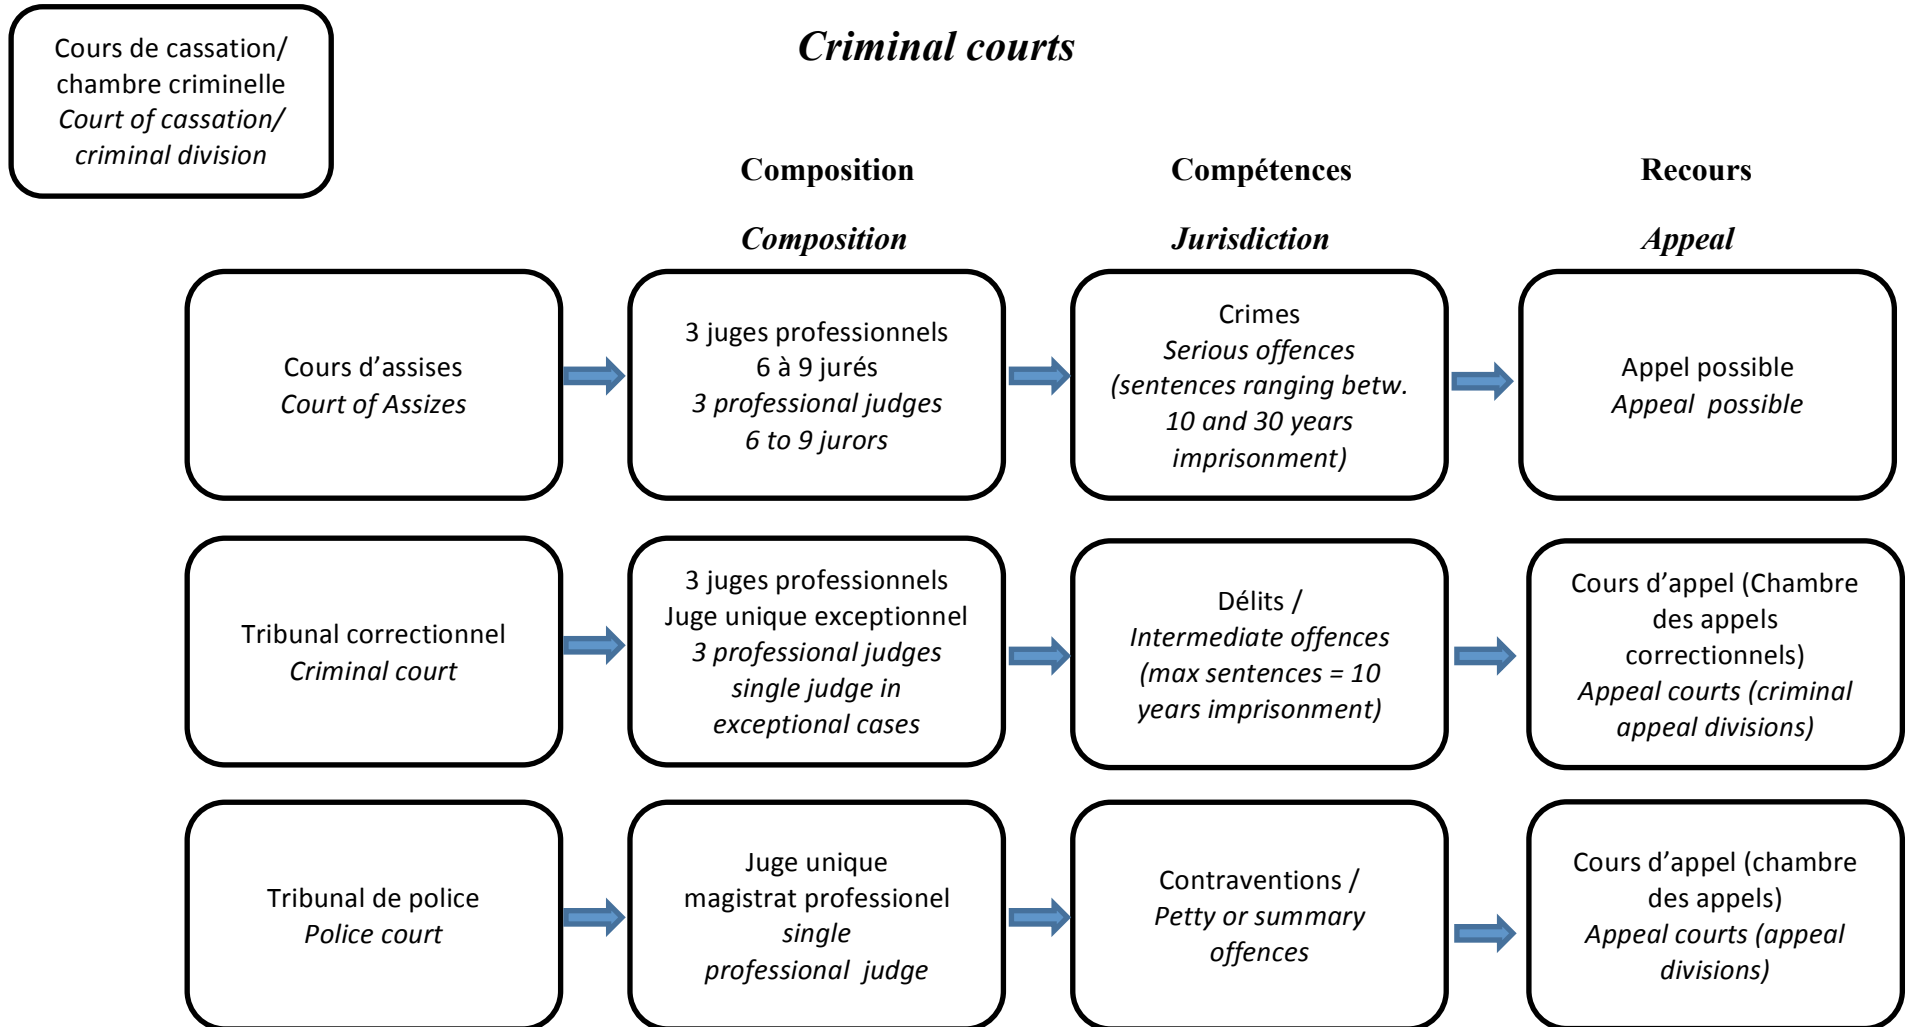 Cours de cassation/
chambre criminelle
Court of cassation/
criminal division
Criminal courts
Composition
Composition
Compétences
Jurisdiction
Recours
Appeal
Cours d’assises
Court of Assizes
3 juges professionnels
6 à 9 jurés
3 professional judges
6 to 9 jurors
Crimes
Serious offences
(sentences ranging betw.
10 and 30 years
imprisonment)
Appel possible
Appeal possible
Tribunal correctionnel
Criminal court
3 juges professionnels
Juge unique exceptionnel
3 professional judges
single judge in
exceptional cases
Délits /
Intermediate offences
(max sentences = 10
years imprisonment)
Cours d’appel (Chambre
des appels
correctionnels)
Appeal courts (criminal
appeal divisions)
Tribunal de police
Police court
Juge unique
magistrat professionel
single
professional judge
Contraventions /
Petty or summary
offences
Cours d’appel (chambre
des appels)
Appeal courts (appeal
divisions)